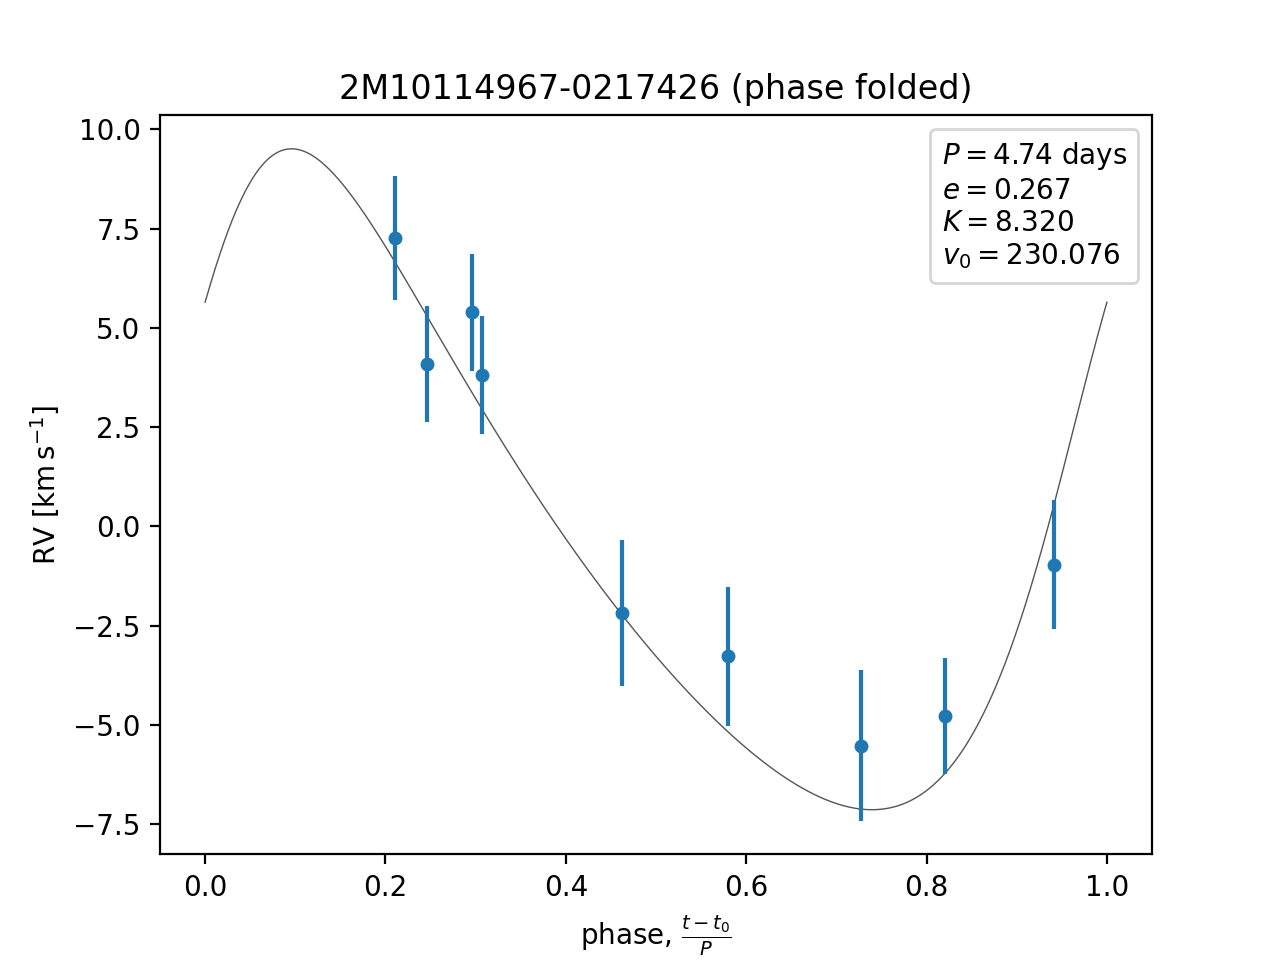 2M10114967-0217426 (phase folded)
P = 4.74 days
e = 0.267
K = 8.320
v₀ = 230.076
RV [km s⁻¹]
10.0
7.5
5.0
2.5
0.0
−2.5
−5.0
−7.5
0.0 0.2 0.4 0.6 0.8 1.0
phase, (t − t₀)/P